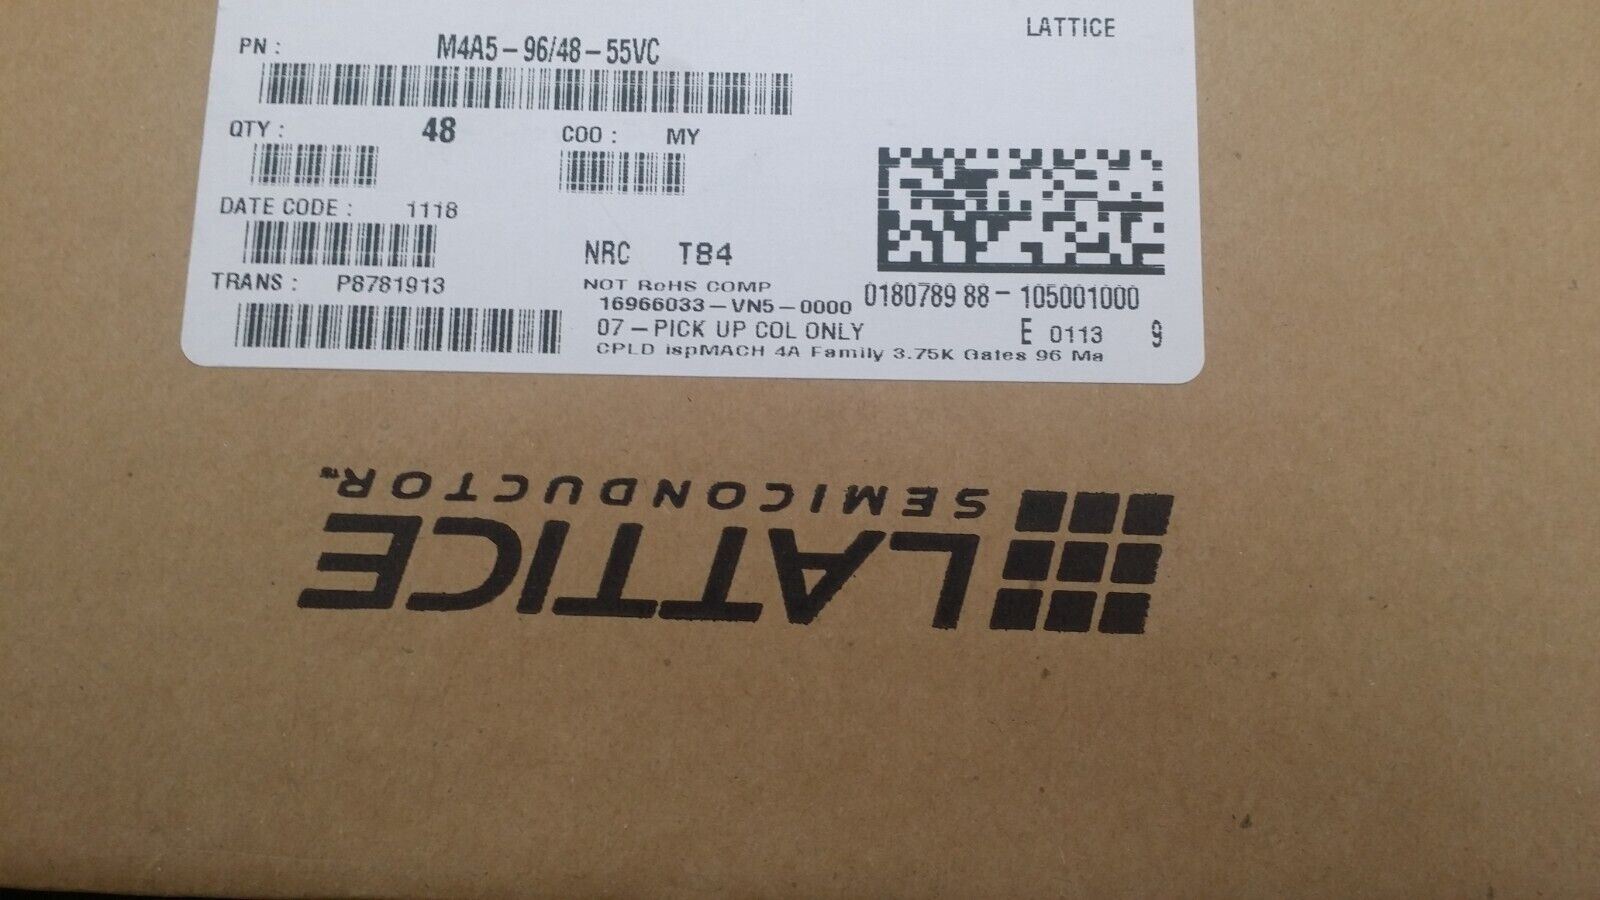 LATTICE
PN : M4A5-96/48-55VC
QTY : 48 COO : MY
DATE CODE : 1118
NRC T84
TRANS : P8781913
NOT RoHS COMP
16966033-VN5-0000 01807898 88-105001000
07-PICK UP COL ONLY E 0113 9
CPLD ispMACH 4A Family 3.75K Gates 96 Ma
LATTICE
SEMICONDUCTOR™